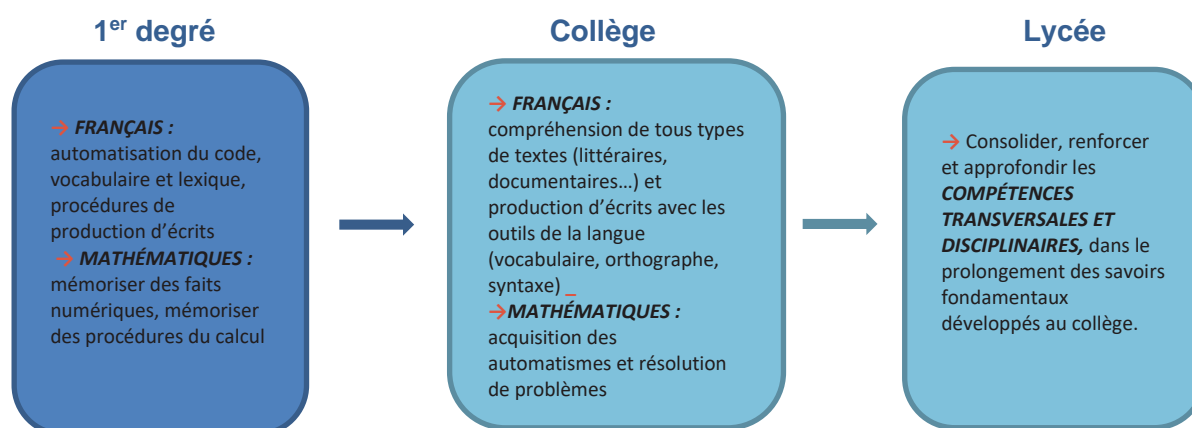 1er degré
→ FRANÇAIS :
automatisation du code,
vocabulaire et lexique,
procédures de
production d’écrits
→ MATHÉMATIQUES :
mémoriser des faits
numériques, mémoriser
des procédures du calcul
Collège
→ FRANÇAIS :
compréhension de tous types
de textes (littéraires,
documentaires…) et
production d’écrits avec les
outils de la langue
(vocabulaire, orthographe,
syntaxe) _
→MATHÉMATIQUES :
acquisition des
automatismes et résolution
de problèmes
Lycée
→ Consolider, renforcer
et approfondir les
COMPÉTENCES
TRANSVERSALES ET
DISCIPLINAIRES, dans le
prolongement des savoirs
fondamentaux
développés au collège.